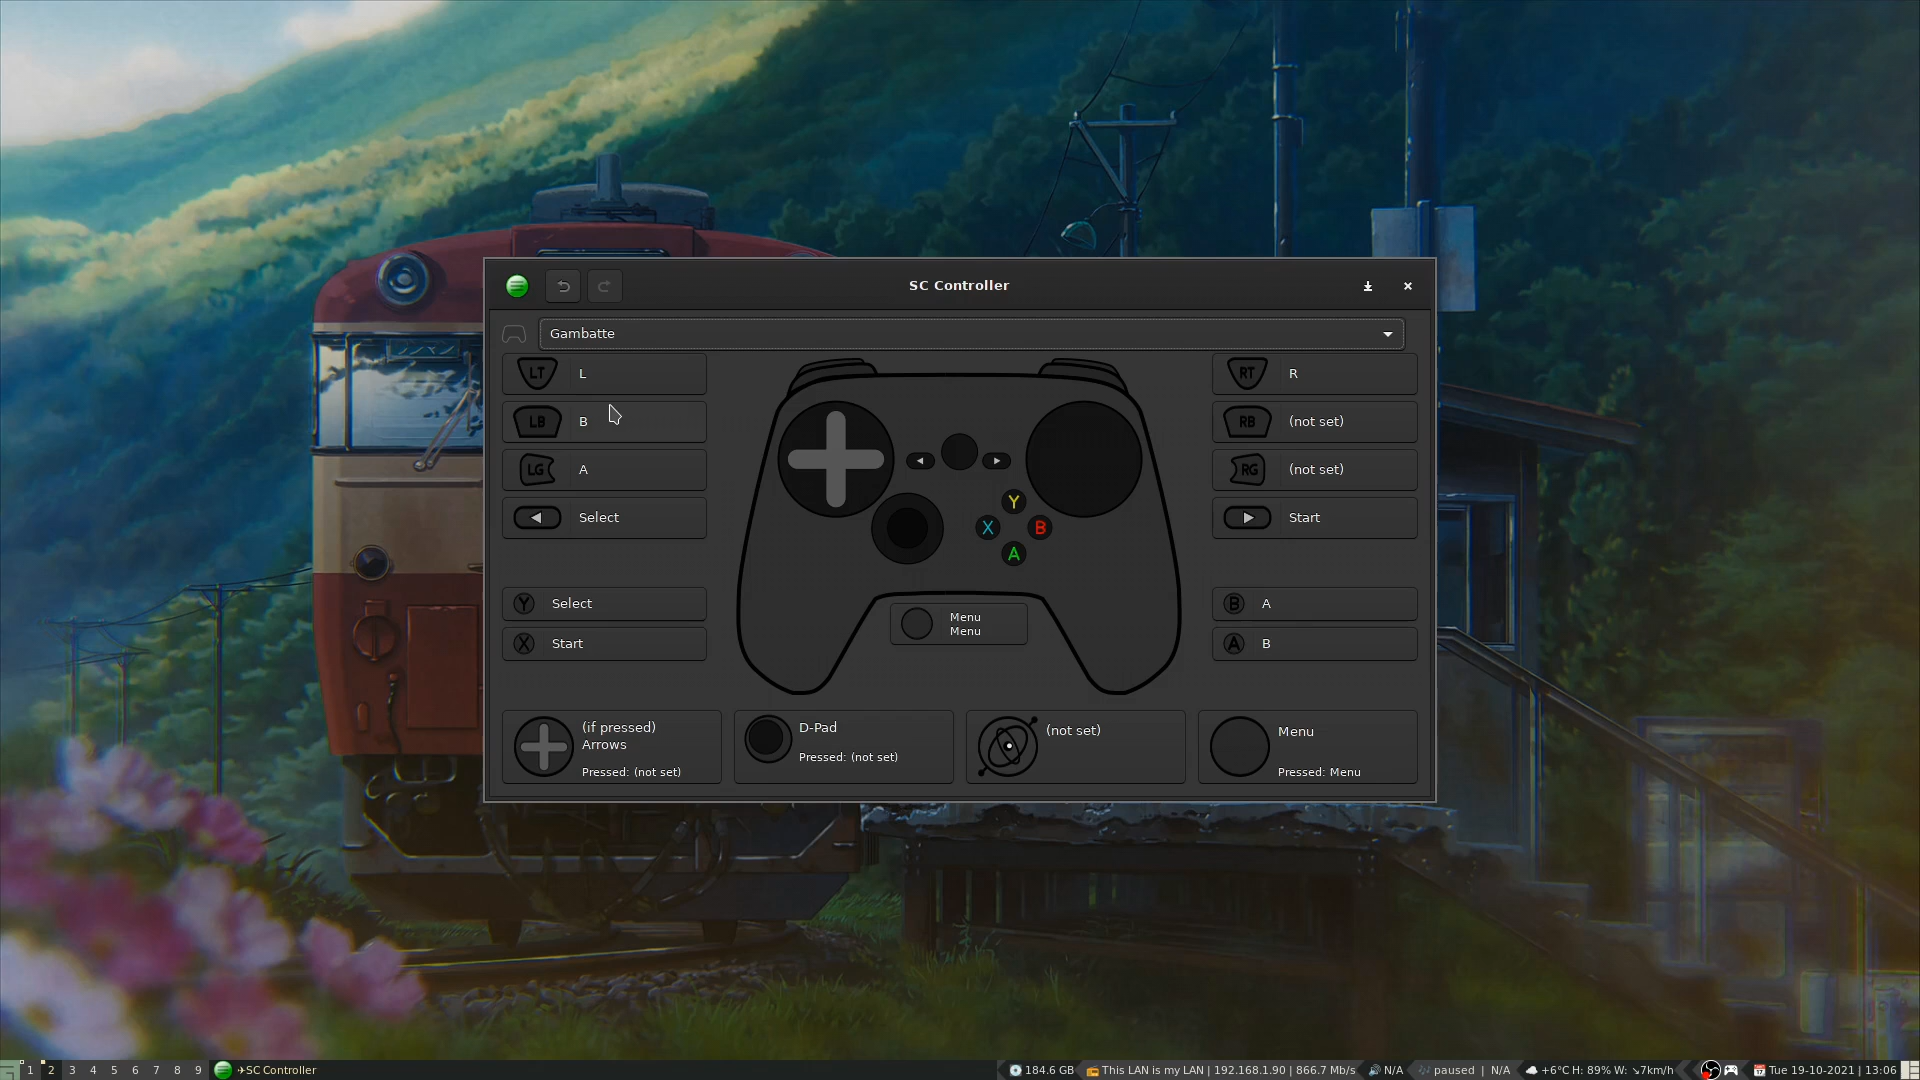 SC Controller
Gambatte
LT L
LB B
LG A
Select
Y Select
X Start
RT R
RB (not set)
RG (not set)
Start
B A
A B
Y
X B
A
Menu
Menu
(if pressed)
Arrows
Pressed: (not set)
D-Pad
Pressed: (not set)
(not set)
Menu
Pressed: Menu
1 2 3 4 5 6 7 8 9 ✈SC Controller 184.6 GB This LAN is my LAN | 192.168.1.90 | 866.7 Mb/s N/A paused | N/A +6°C H: 89% W: ↘7km/h Tue 19-10-2021 | 13:06